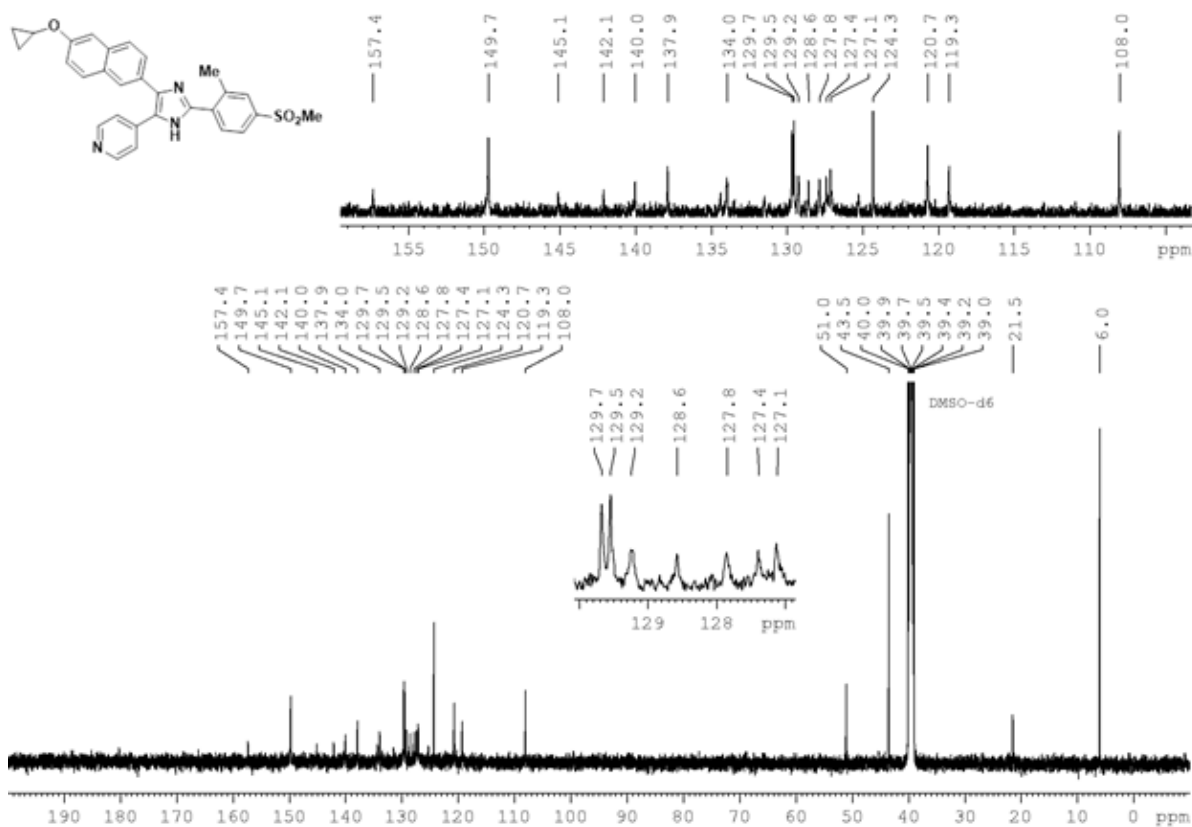 O
Me
N
N
H
SO₂Me
N
157.4 149.7 145.1 142.1 140.0 137.9 134.0 129.7 129.5 129.2 128.6 127.8 127.4 127.1 124.3 120.7 119.3 108.0
155 150 145 140 135 130 125 120 115 110 ppm
157.4 149.7 145.1 142.1 140.0 137.9 134.0 129.7 129.5 129.2 128.6 127.8 127.4 127.1 124.3 120.7 119.3 108.0 51.0 43.5 40.0 39.9 39.7 39.5 39.4 39.2 39.0 21.5 6.0
DMSO-d6
129.7 129.5 129.2 128.6 127.8 127.4 127.1
129 128 ppm
190 180 170 160 150 140 130 120 110 100 90 80 70 60 50 40 30 20 10 0 ppm